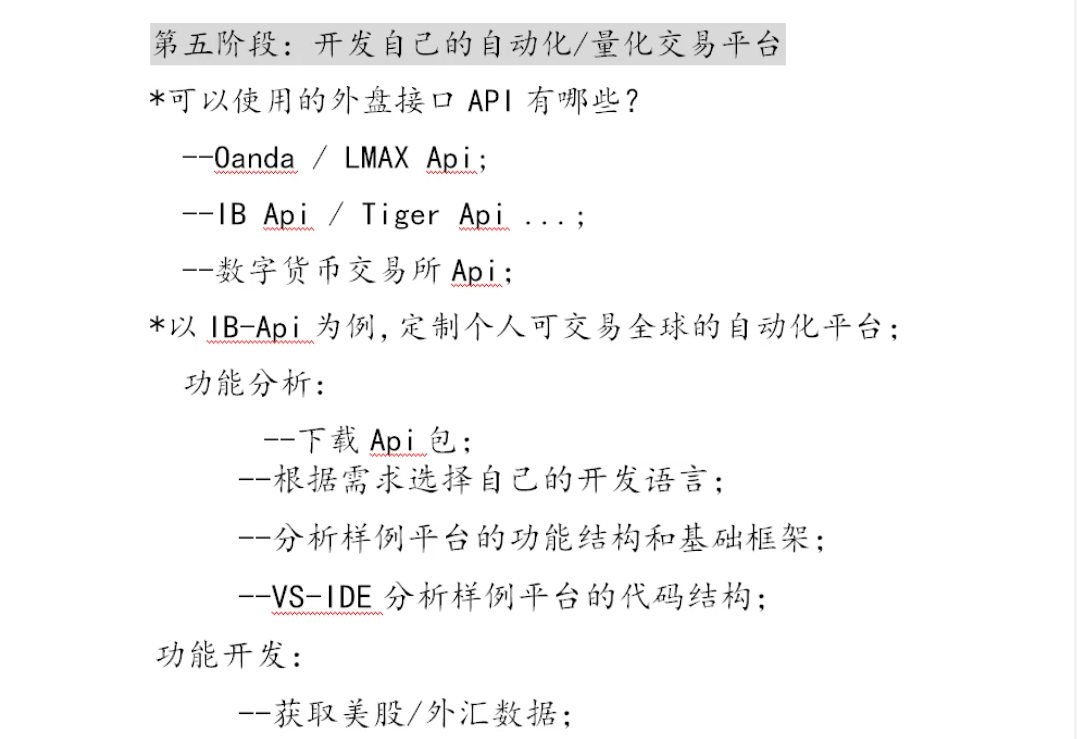 第五阶段：开发自己的自动化/量化交易平台
*可以使用的外盘接口 API 有哪些？
--Oanda / LMAX Api;
--IB Api / Tiger Api ...;
--数字货币交易所 Api;
*以 IB-Api 为例,定制个人可交易全球的自动化平台;
功能分析:
--下载 Api 包;
--根据需求选择自己的开发语言;
--分析样例平台的功能结构和基础框架;
--VS-IDE 分析样例平台的代码结构;
功能开发:
--获取美股/外汇数据;